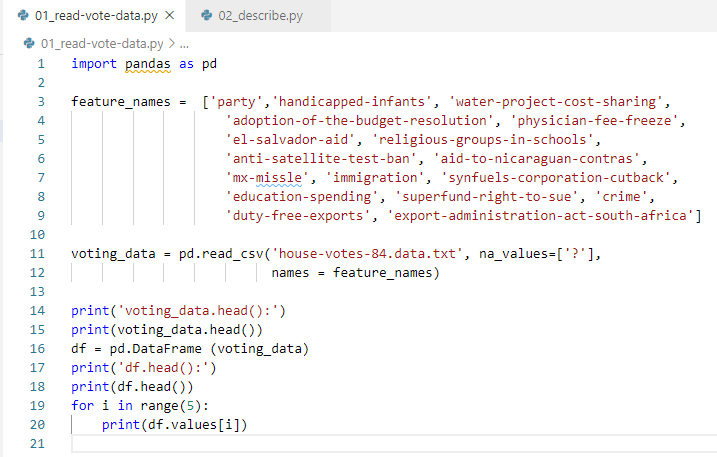 01_read-vote-data.py × 02_describe.py
01_read-vote-data.py > ...
1 import pandas as pd
2
3 feature_names =  ['party','handicapped-infants', 'water-project-cost-sharing',
4 'adoption-of-the-budget-resolution', 'physician-fee-freeze',
5 'el-salvador-aid', 'religious-groups-in-schools',
6 'anti-satellite-test-ban', 'aid-to-nicaraguan-contras',
7 'mx-missle', 'immigration', 'synfuels-corporation-cutback',
8 'education-spending', 'superfund-right-to-sue', 'crime',
9 'duty-free-exports', 'export-administration-act-south-africa']
10
11 voting_data = pd.read_csv('house-votes-84.data.txt', na_values=['?'],
12 names = feature_names)
13
14 print('voting_data.head():')
15 print(voting_data.head())
16 df = pd.DataFrame (voting_data)
17 print('df.head():')
18 print(df.head())
19 for i in range(5):
20     print(df.values[i])
21